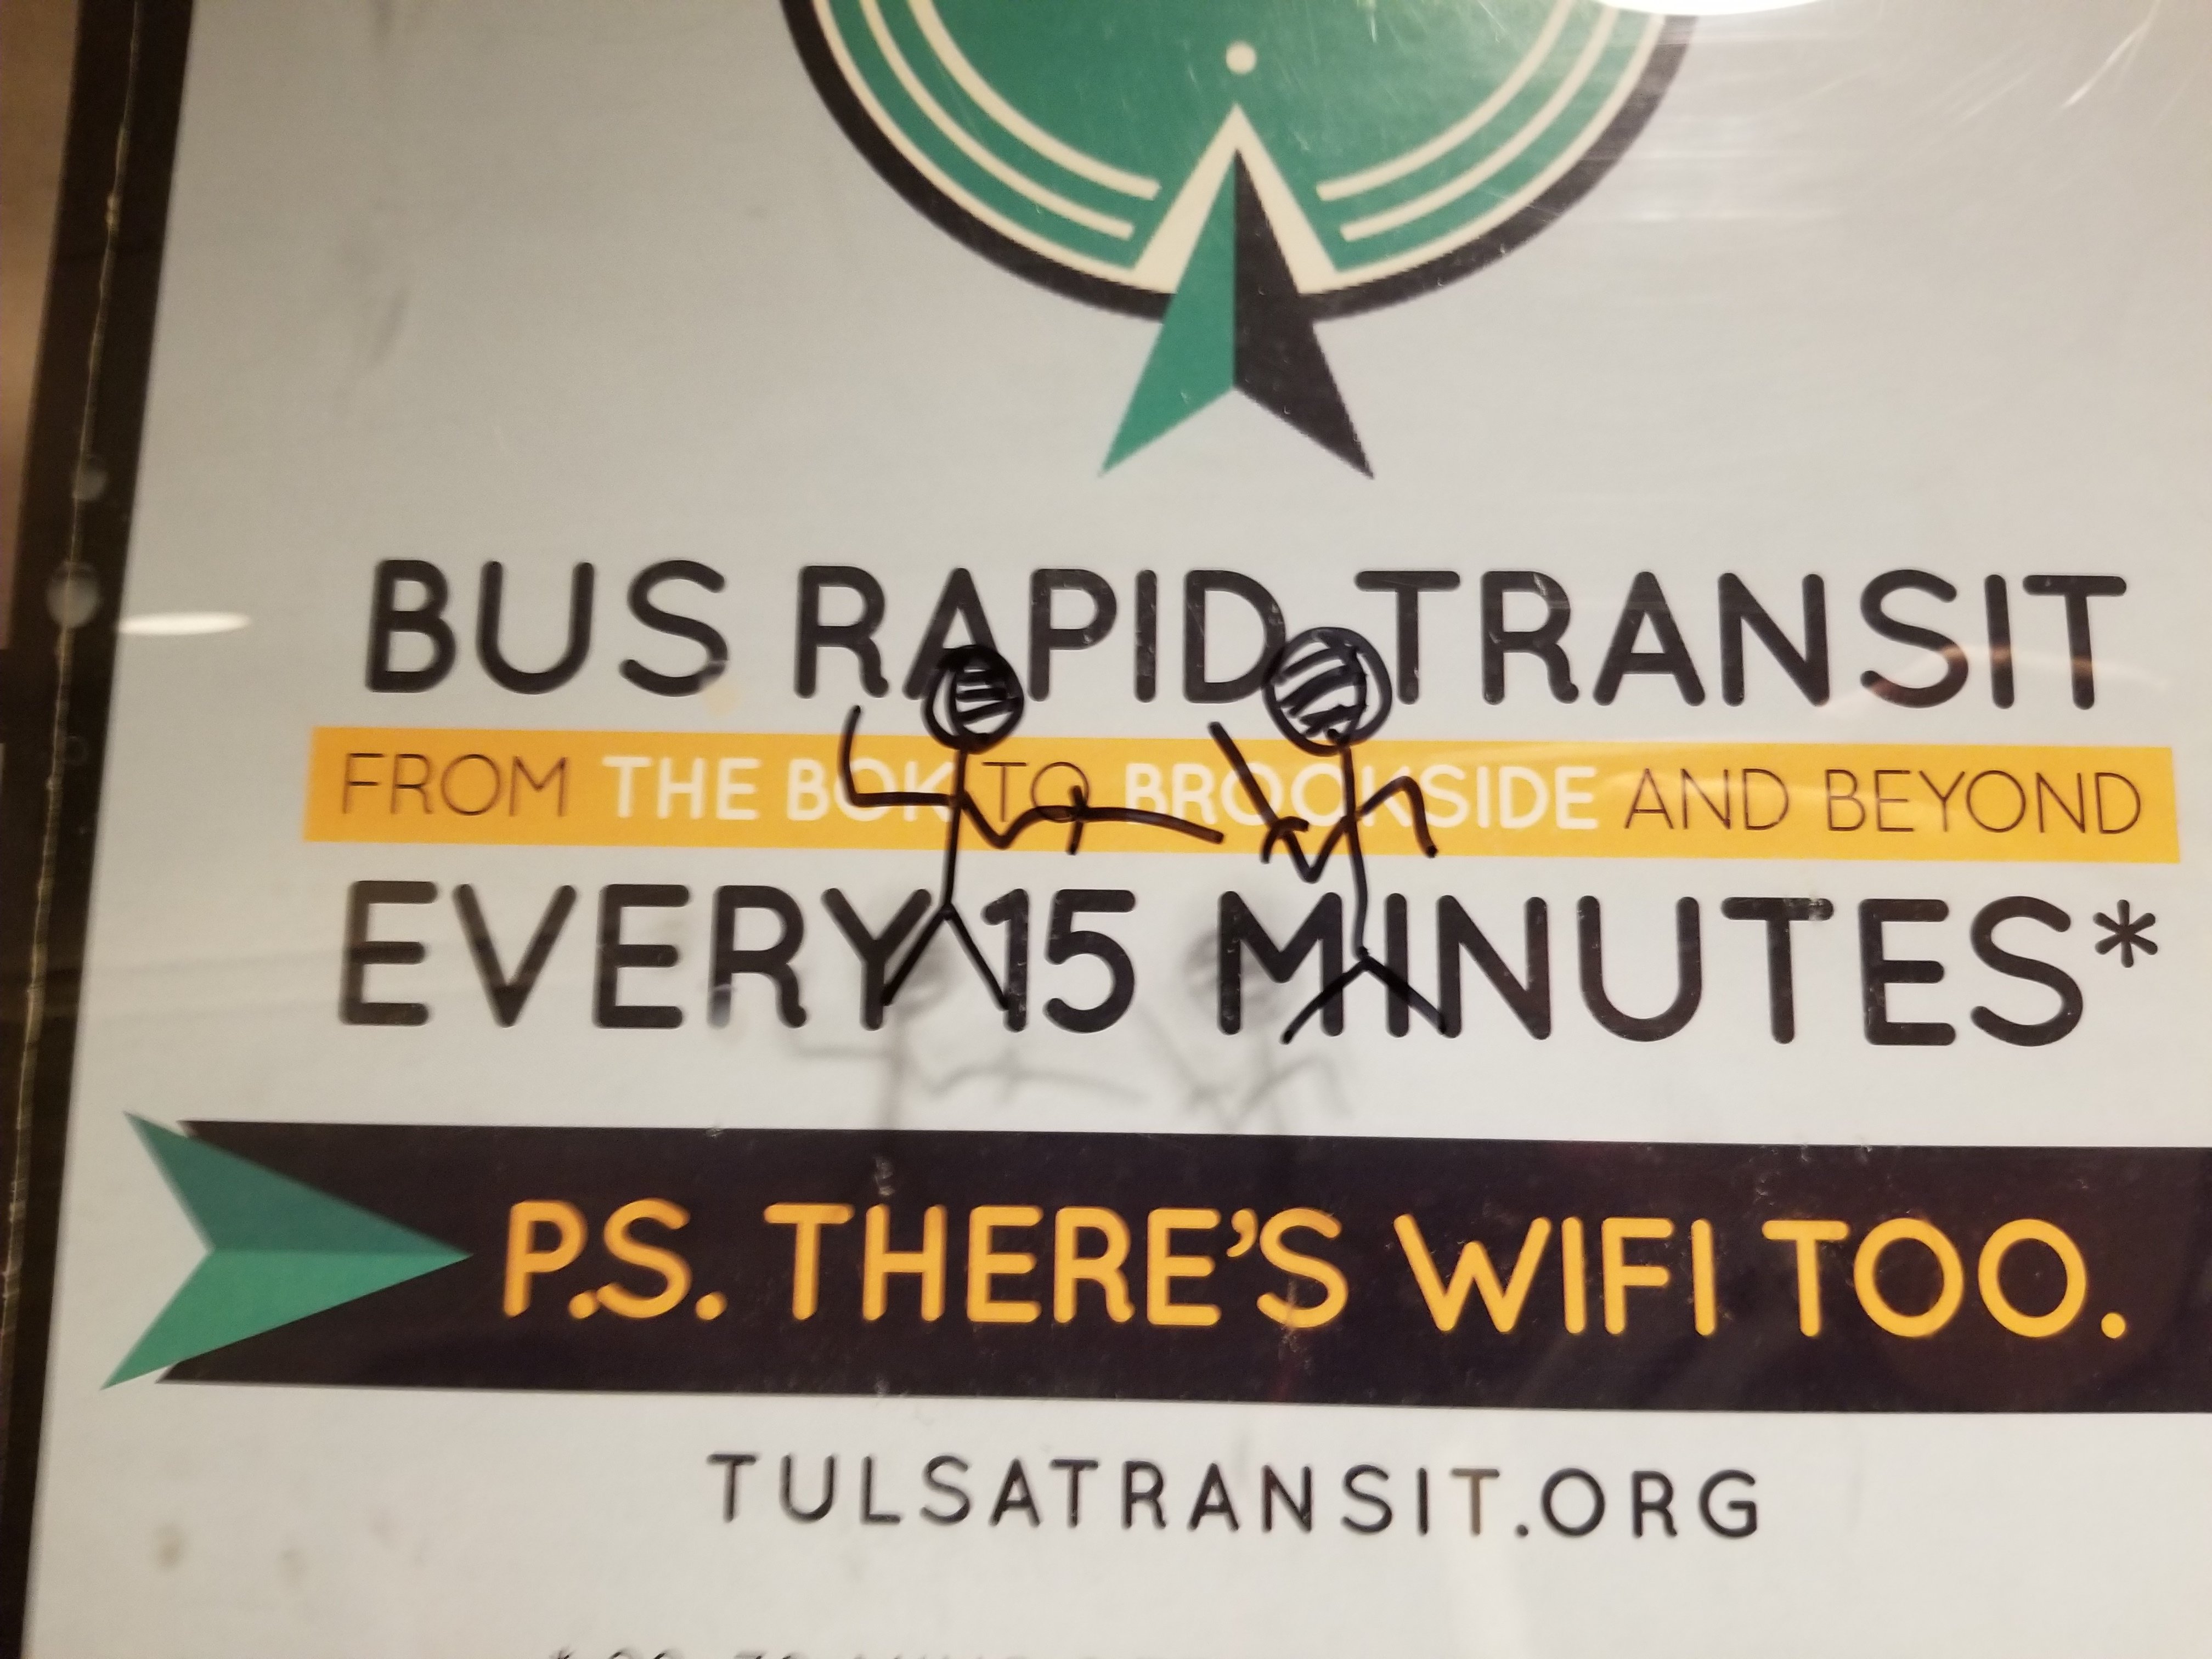 BUS RAPID TRANSIT
FROM THE BOK TO BROOKSIDE AND BEYOND
EVERY 15 MINUTES*
P.S. THERE'S WIFI TOO.
TULSATRANSIT.ORG